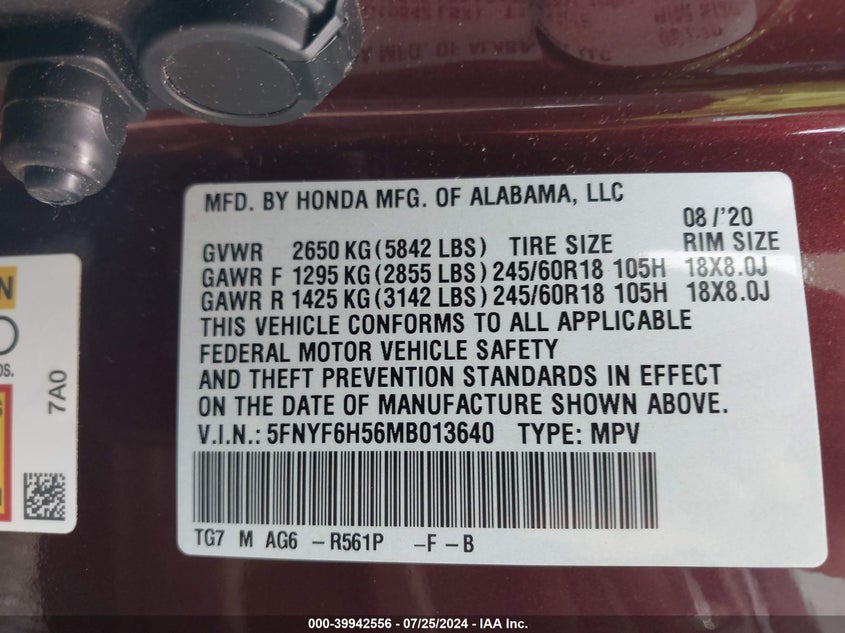 MFD. BY HONDA MFG. OF ALABAMA, LLC
08/'20
GVWR 2650 KG (5842 LBS) TIRE SIZE RIM SIZE
GAWR F 1295 KG (2855 LBS) 245/60R18 105H 18X8.0J
GAWR R 1425 KG (3142 LBS) 245/60R18 105H 18X8.0J
THIS VEHICLE CONFORMS TO ALL APPLICABLE
FEDERAL MOTOR VEHICLE SAFETY
AND THEFT PREVENTION STANDARDS IN EFFECT
ON THE DATE OF MANUFACTURE SHOWN ABOVE.
V.I.N.: 5FNYF6H56MB013640 TYPE: MPV
TG7 M AG6 -R561P -F -B
7A0
000-39942556 - 07/25/2024 - IAA Inc.